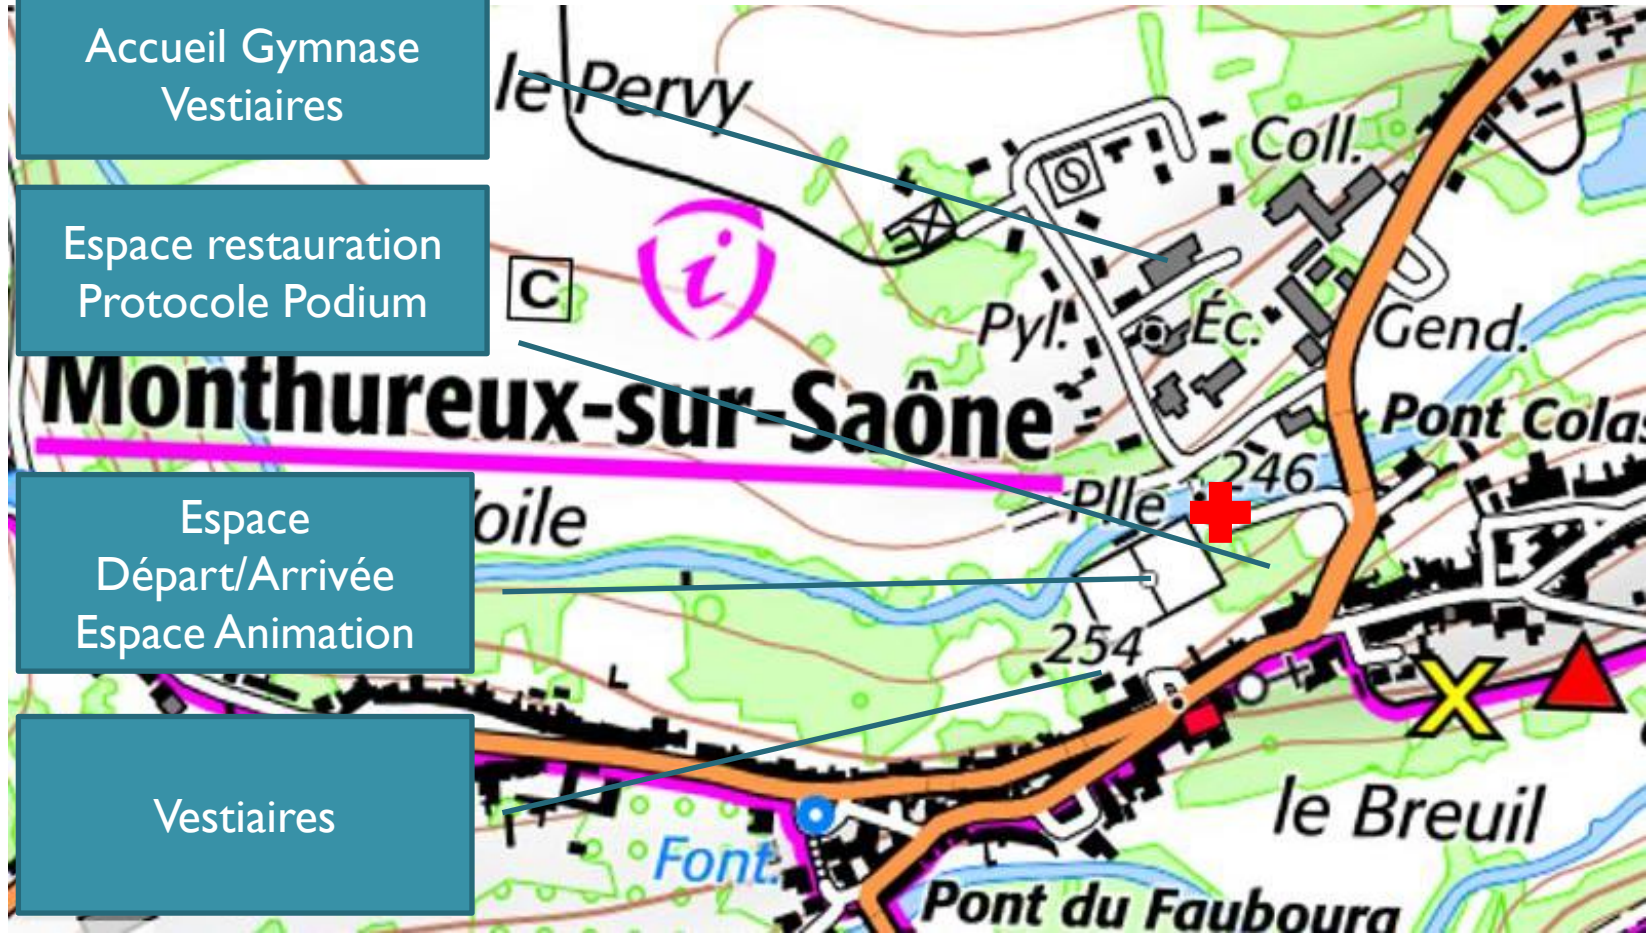 Accueil Gymnase
Vestiaires
le Pervy
Coll.
Espace restauration
Protocole Podium
i
C
Pyl.
Éc.
Gend.
Monthureux-sur-Saône
Pont Colas
246
Plle
Espace
Départ/Arrivée
Espace Animation
oile
254
Vestiaires
le Breuil
Font.
Pont du Faubourg